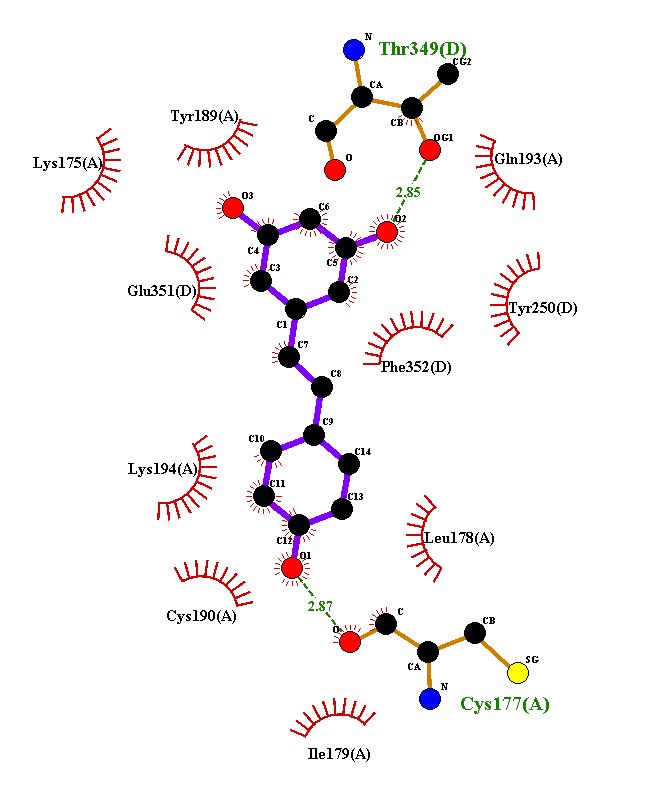 N
Thr349(D)
CG2
CA
C
CB
OG1
O
Tyr189(A)
Lys175(A)
Gln193(A)
2.85
O3
C6
O2
C4
C5
C3
C2
Glu351(D)
Tyr250(D)
C1
C7
Phe352(D)
C8
C9
C10
C14
Lys194(A)
C11
C13
C12
Leu178(A)
O1
Cys190(A)
2.87
C
CB
O
CA
SG
N
Cys177(A)
Ile179(A)